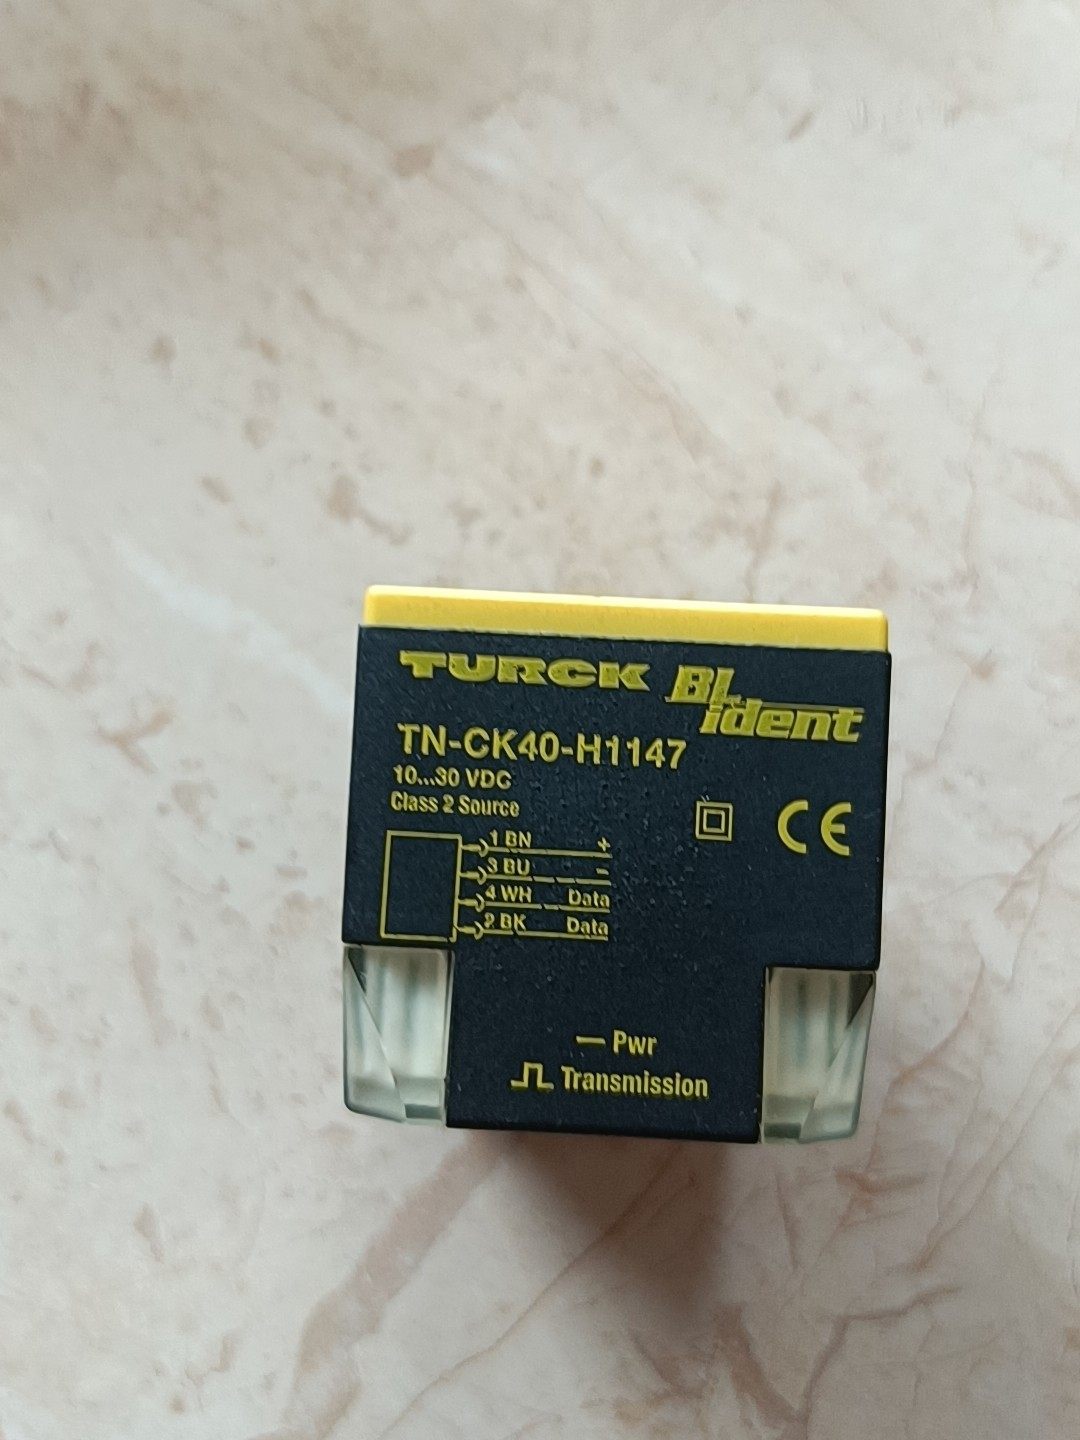 TURCK BL ident
TN-CK40-H1147
10...30 VDC
Class 2 Source
1 BN +
3 BU -
4 WH Data
2 BK Data
CE
Pwr
Transmission